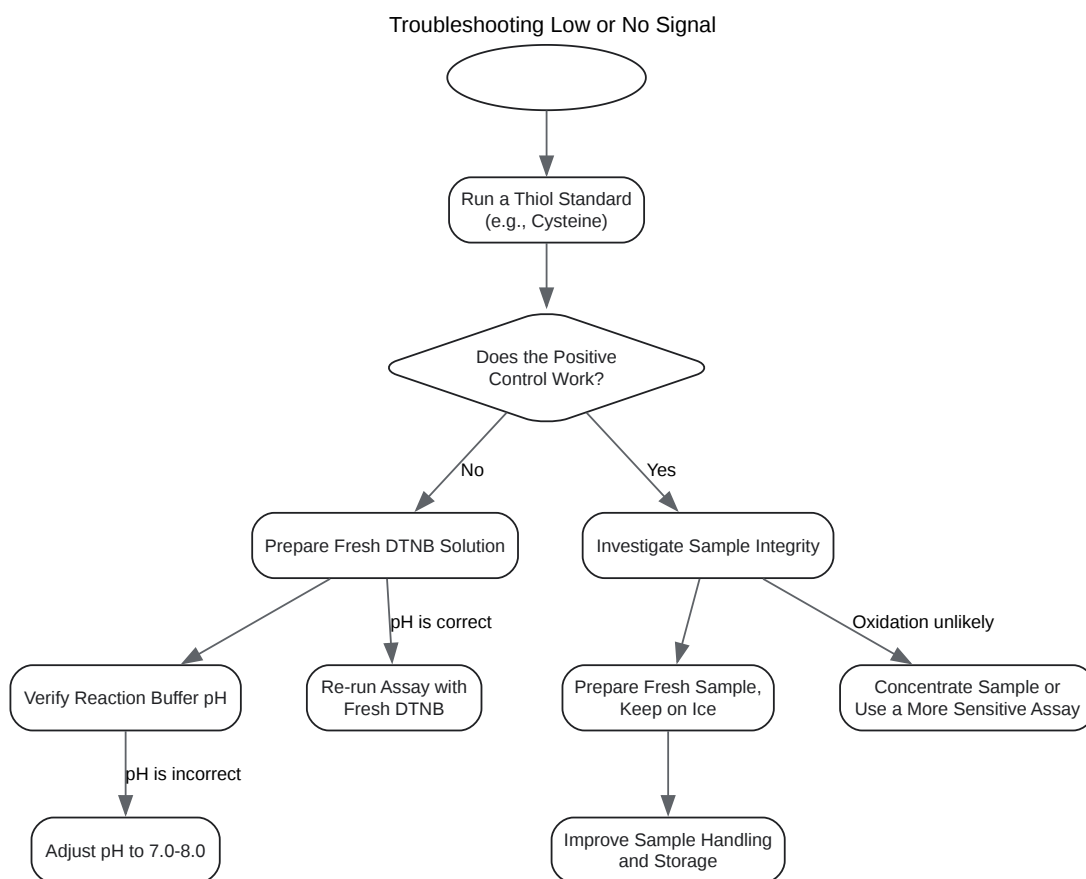 Troubleshooting Low or No Signal
Run a Thiol Standard
(e.g., Cysteine)
Does the Positive
Control Work?
No
Yes
Prepare Fresh DTNB Solution
Investigate Sample Integrity
pH is correct
Oxidation unlikely
Verify Reaction Buffer pH
Re-run Assay with
Fresh DTNB
Prepare Fresh Sample,
Keep on Ice
Concentrate Sample or
Use a More Sensitive Assay
pH is incorrect
Adjust pH to 7.0-8.0
Improve Sample Handling
and Storage